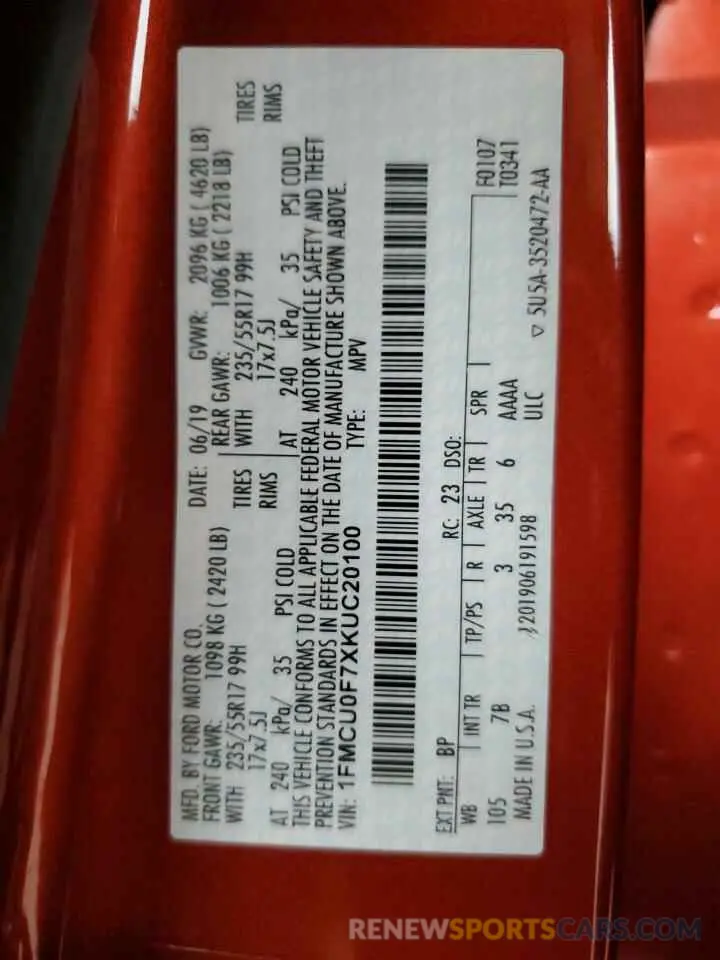 MFD. BY FORD MOTOR CO. DATE: 06/19 GVWR: 2096 KG ( 4620 LB)
FRONT GAWR: 1098 KG ( 2420 LB) REAR GAWR: 1006 KG ( 2218 LB)
WITH 235/55R17 99H TIRES WITH 235/55R17 99H TIRES
17x7.5J RIMS 17x7.5J RIMS
AT 240 kPa/ 35 PSI COLD AT 240 kPa/ 35 PSI COLD
THIS VEHICLE CONFORMS TO ALL APPLICABLE FEDERAL MOTOR VEHICLE SAFETY AND THEFT
PREVENTION STANDARDS IN EFFECT ON THE DATE OF MANUFACTURE SHOWN ABOVE.
VIN: 1FMCU0F7XKUC20100 TYPE: MPV
EXT PNT: BP RC: 23 DSO: F0107
WB INT TR TP/PS R AXLE TR SPR T0341
105 7B 3 35 6 AAAA
MADE IN U.S.A. 201906191598 ULC 5U5A-3520472-AA
RENEWSPORTSCARS.COM